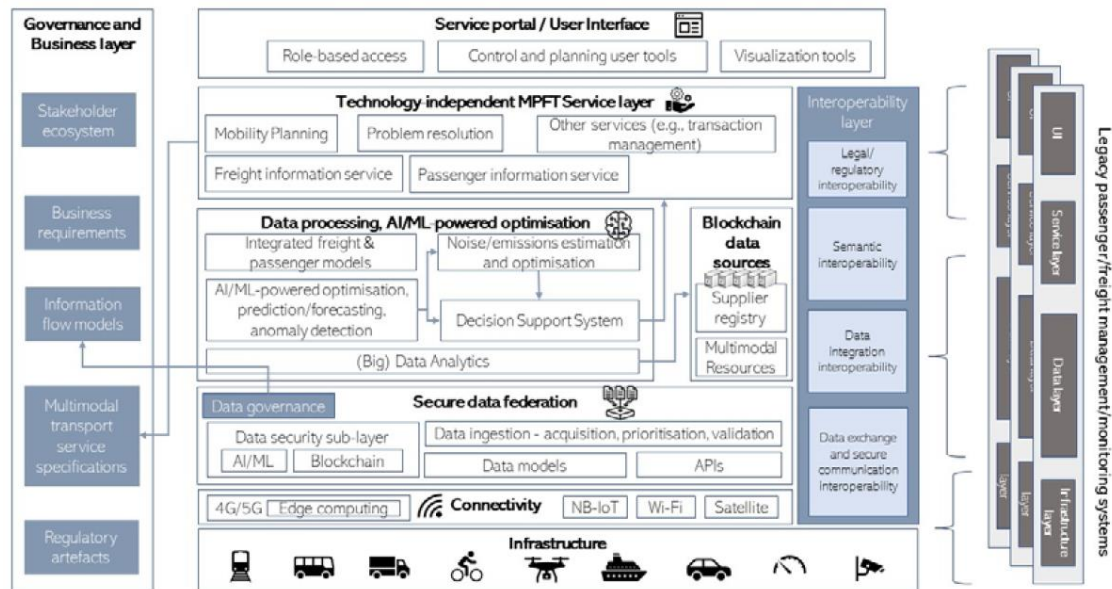 Governance and
Business layer
Stakeholder
ecosystem
Business
requirements
Information
flow models
Multimodal
transport
service
specifications
Regulatory
artefacts
Service portal / User Interface
Role-based access
Control and planning user tools
Visualization tools
Technology-independent MPFT Service layer
Mobility Planning
Problem resolution
Other services (e.g., transaction
management)
Freight information service
Passenger information service
Data processing, AI/ML-powered optimisation
Integrated freight &
passenger models
Noise/emissions estimation
and optimisation
AI/ML-powered optimisation,
prediction/forecasting,
anomaly detection
Decision Support System
(Big) Data Analytics
Blockchain
data
sources
Supplier
registry
Multimodal
Resources
Data governance
Secure data federation
Data security sub-layer
AI/ML
Blockchain
Data ingestion - acquisition, prioritisation, validation
Data models
APIs
4G/5G
Edge computing
Connectivity
NB-IoT
Wi-Fi
Satellite
Infrastructure
Interoperability
layer
Legal/
regulatory
interoperability
Semantic
interoperability
Data
integration
interoperability
Data exchange
and secure
communication
Interoperability
UI
Service layer
Data layer
Infrastructure
layer
layer
layer
Legacy passenger/freight management/monitoring systems